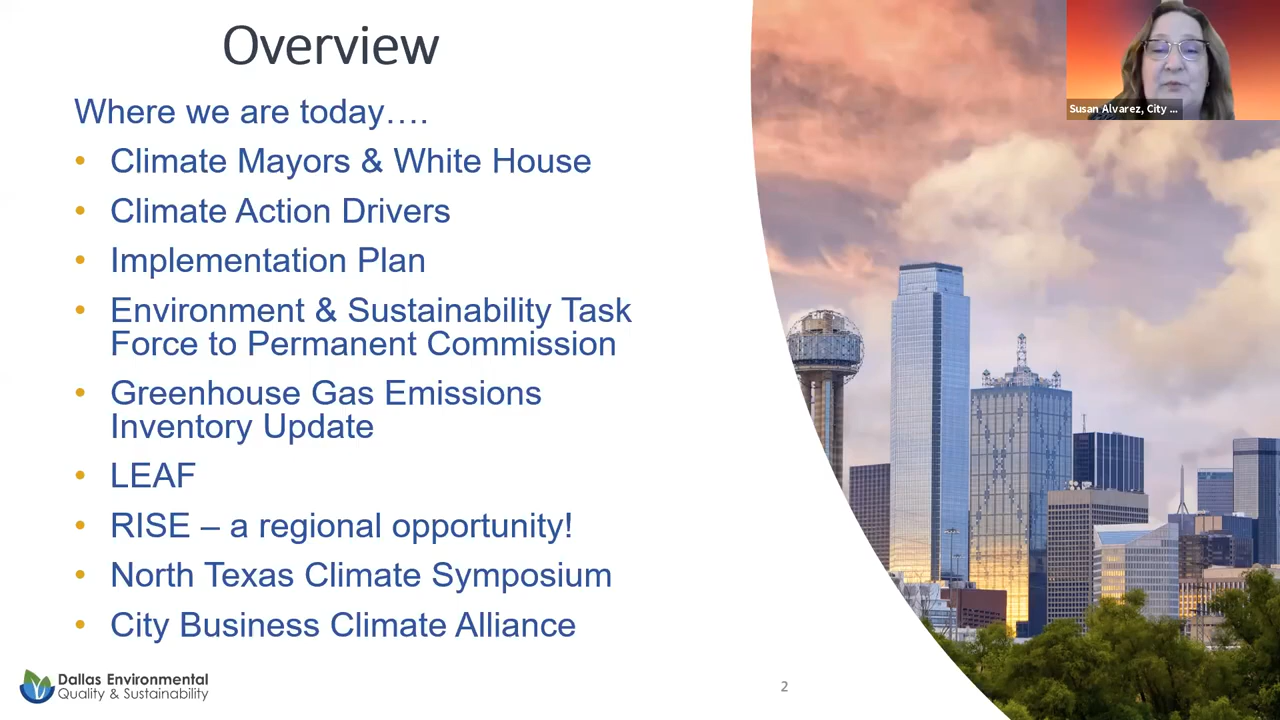 Overview
Where we are today....
• Climate Mayors & White House
• Climate Action Drivers
• Implementation Plan
• Environment & Sustainability Task
Force to Permanent Commission
• Greenhouse Gas Emissions
Inventory Update
• LEAF
• RISE – a regional opportunity!
• North Texas Climate Symposium
• City Business Climate Alliance
Susan Alvarez, City ...
Dallas Environmental
Quality & Sustainability
2